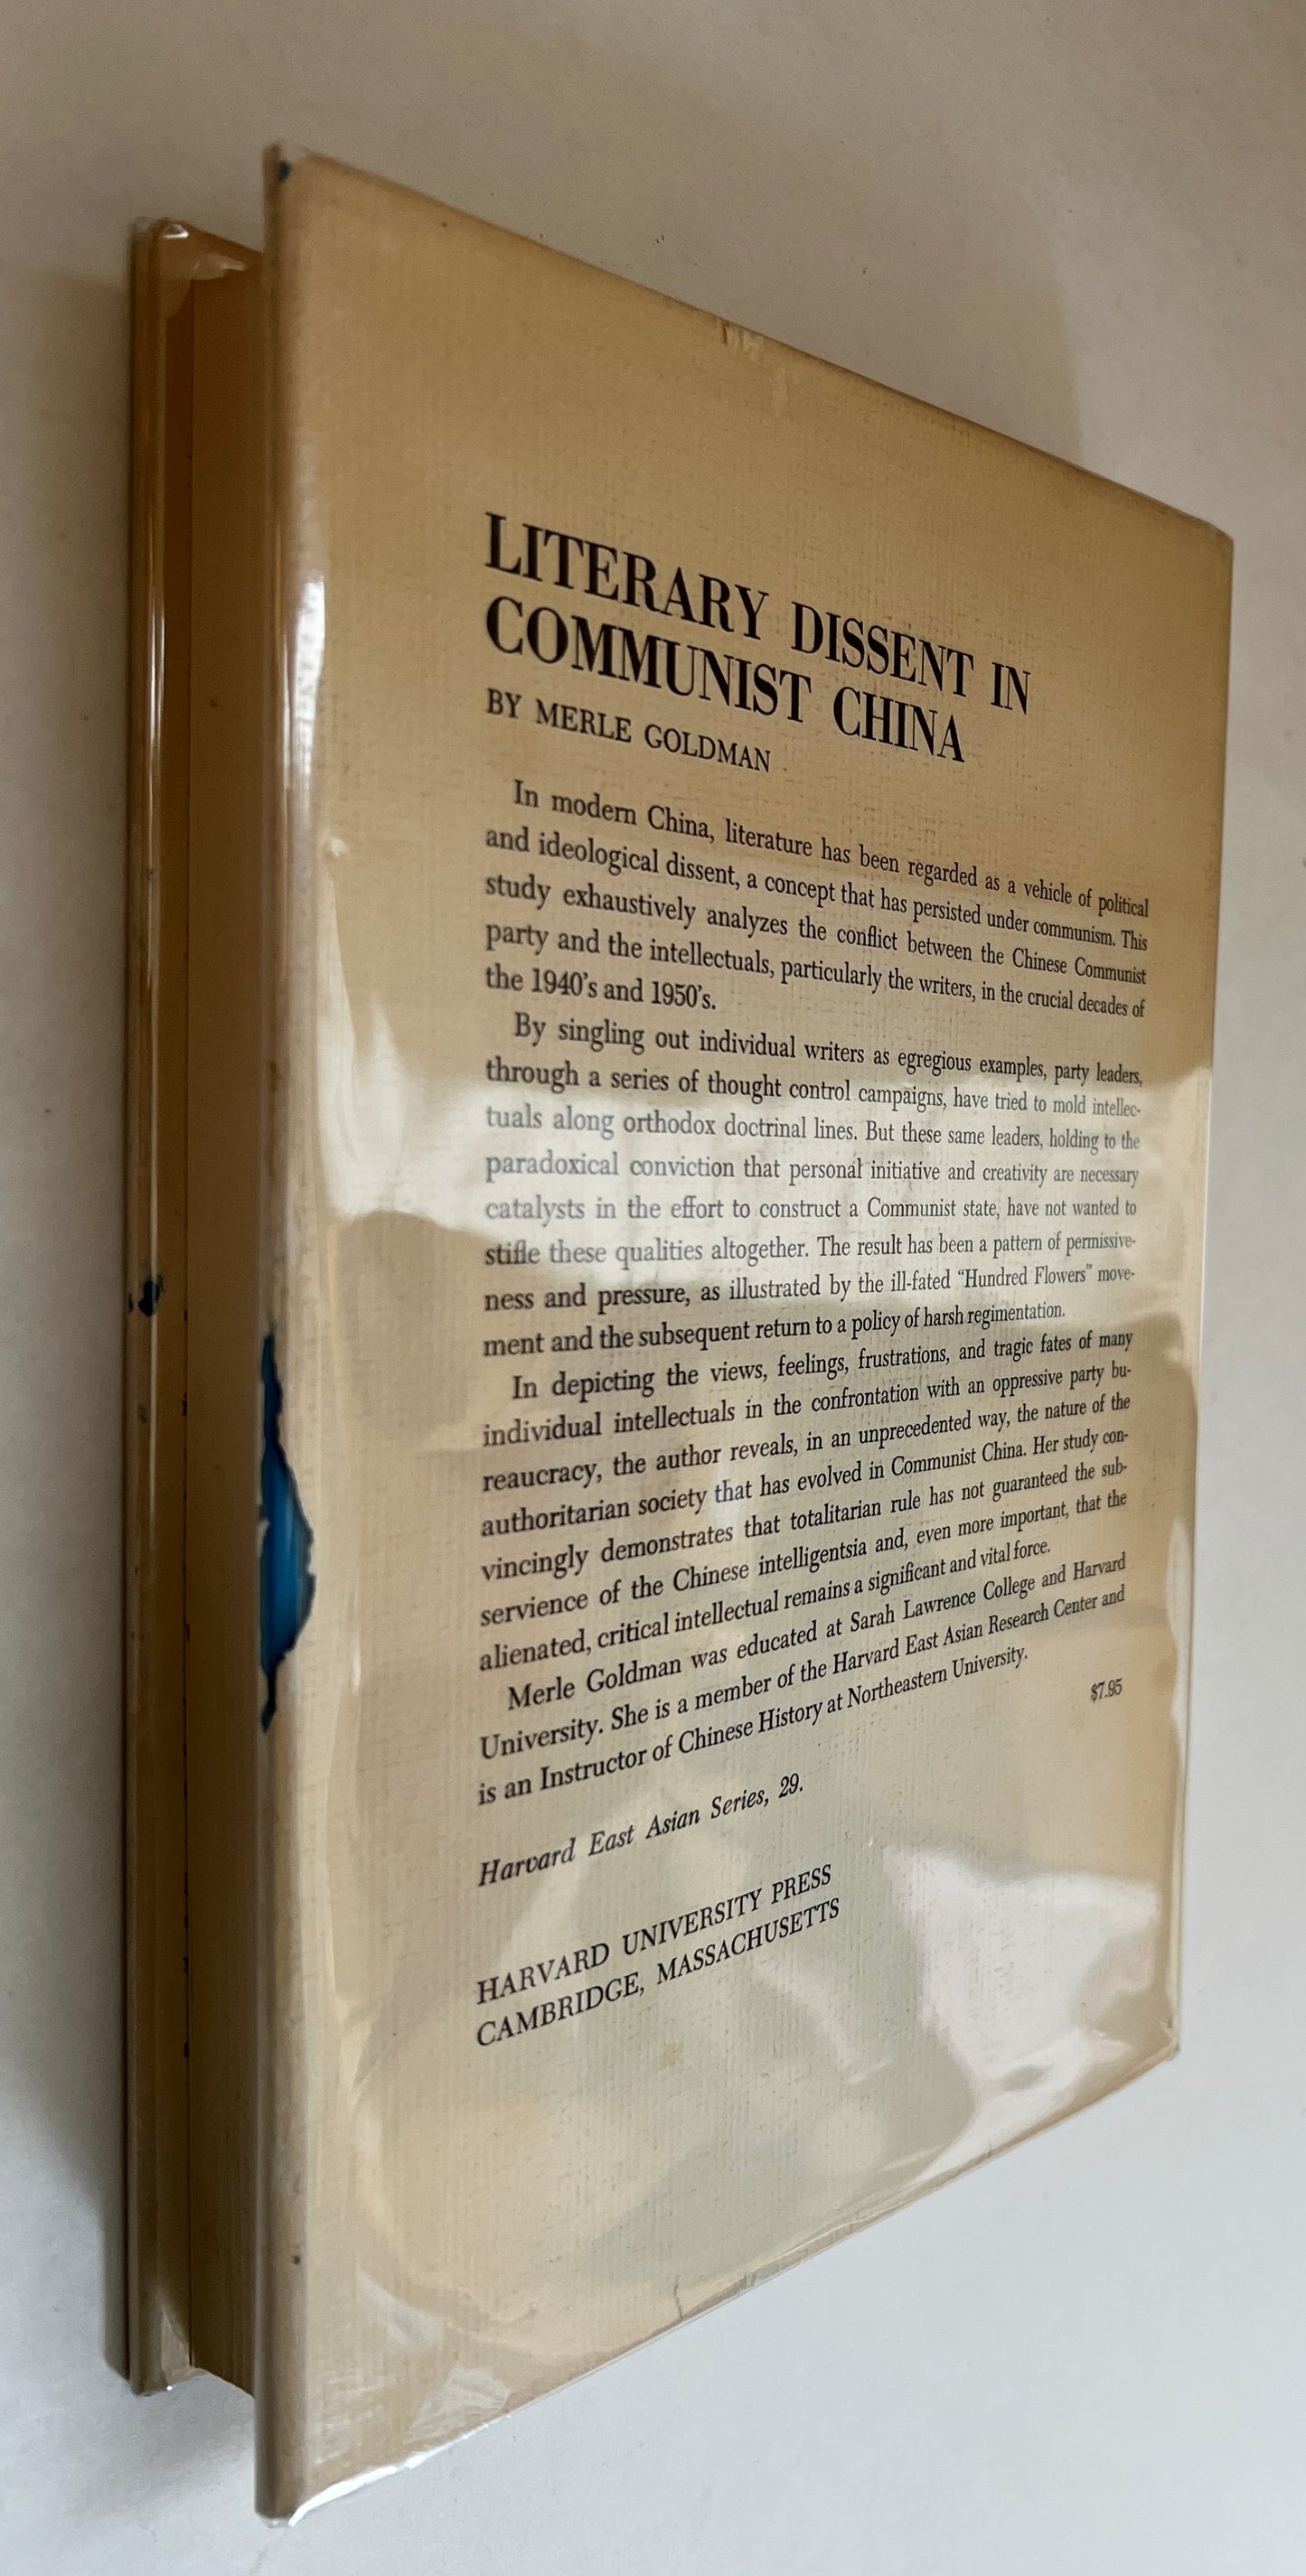 LITERARY DISSENT IN
COMMUNIST CHINA
BY MERLE GOLDMAN
In modern China, literature has been regarded as a vehicle of political
and ideological dissent, a concept that has persisted under communism. This
study exhaustively analyzes the conflict between the Chinese Communist
party and the intellectuals, particularly the writers, in the crucial decades of
the 1940's and 1950's.
By singling out individual writers as egregious examples, party leaders,
through a series of thought control campaigns, have tried to mold intellec-
tuals along orthodox doctrinal lines. But these same leaders, holding to the
paradoxical conviction that personal initiative and creativity are necessary
catalysts in the effort to construct a Communist state, have not wanted to
stifle these qualities altogether. The result has been a pattern of permissive-
ness and pressure, as illustrated by the ill-fated “Hundred Flowers” move-
ment and the subsequent return to a policy of harsh regimentation.
In depicting the views, feelings, frustrations, and tragic fates of many
individual intellectuals in the confrontation with an oppressive party bu-
reaucracy, the author reveals, in an unprecedented way, the nature of the
authoritarian society that has evolved in Communist China. Her study con-
vincingly demonstrates that totalitarian rule has not guaranteed the sub-
servience of the Chinese intelligentsia and, even more important, that the
alienated, critical intellectual remains a significant and vital force.
Merle Goldman was educated at Sarah Lawrence College and Harvard
University. She is a member of the Harvard East Asian Research Center and
is an Instructor of Chinese History at Northeastern University.
$7.95
Harvard East Asian Series, 29.
HARVARD UNIVERSITY PRESS
CAMBRIDGE, MASSACHUSETTS